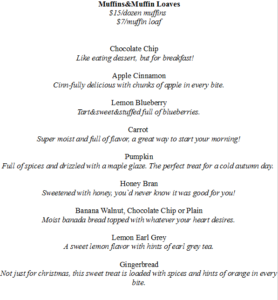 Muffins&Muffin Loaves
$15/dozen muffins
$7/muffin loaf
Chocolate Chip
Like eating dessert, but for breakfast!
Apple Cinnamon
Cinn-fully delicious with chunks of apple in every bite.
Lemon Blueberry
Tart&sweet&stuffed full of blueberries.
Carrot
Super moist and full of flavor, a great way to start your morning!
Pumpkin
Full of spices and drizzled with a maple glaze. The perfect treat for a cold autumn day.
Honey Bran
Sweetened with honey, you'd never know it was good for you!
Banana Walnut, Chocolate Chip or Plain
Moist banada bread topped with whatever your heart desires.
Lemon Earl Grey
A sweet lemon flavor with hints of earl grey tea.
Gingerbread
Not just for christmas, this sweet treat is loaded with spices and hints of orange in every
bite.